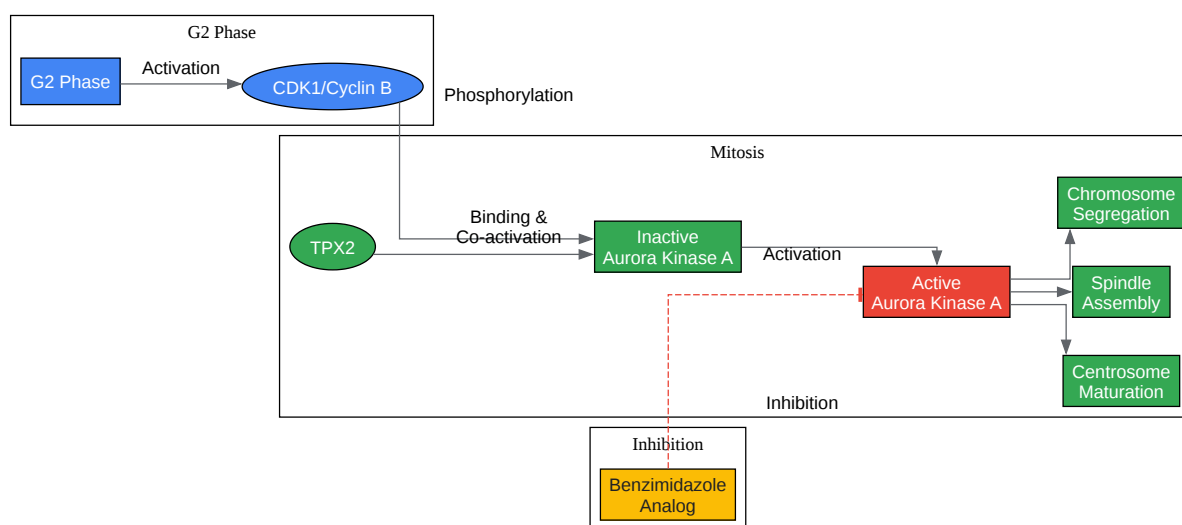 G2 Phase
G2 Phase
Activation
CDK1/Cyclin B
Phosphorylation
Mitosis
TPX2
Binding &
Co-activation
Inactive
Aurora Kinase A
Activation
Active
Aurora Kinase A
Chromosome
Segregation
Spindle
Assembly
Centrosome
Maturation
Inhibition
Inhibition
Benzimidazole
Analog